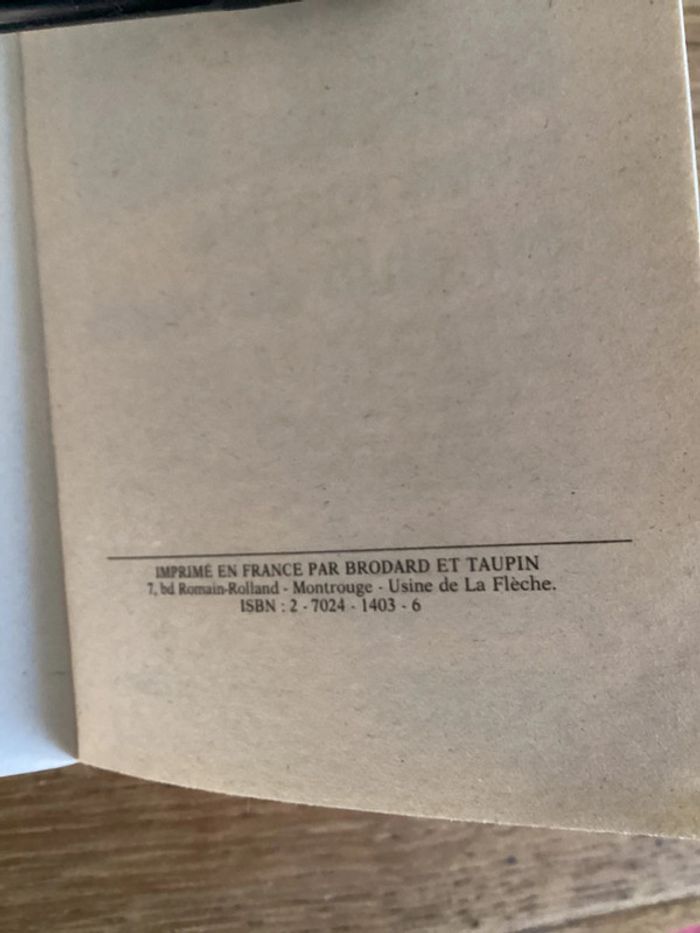 IMPRIMÉ EN FRANCE PAR BRODARD ET TAUPIN
7, bd Romain-Rolland - Montrouge - Usine de La Flèche.
ISBN : 2 - 7024 - 1403 - 6